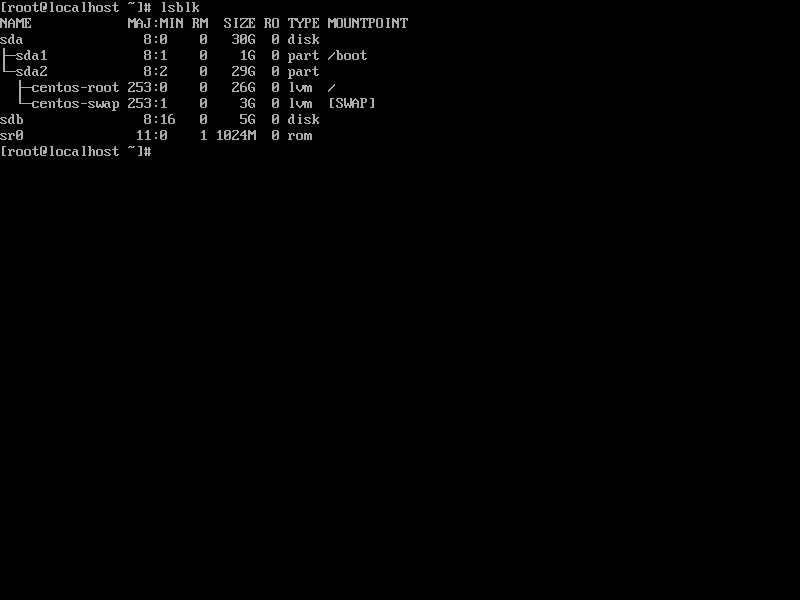 [root@localhost ~]# lsblk
NAME            MAJ:MIN RM  SIZE RO TYPE MOUNTPOINT
sda               8:0    0   30G  0 disk
├─sda1            8:1    0    1G  0 part /boot
└─sda2            8:2    0   29G  0 part
  ├─centos-root 253:0    0   26G  0 lvm  /
  └─centos-swap 253:1    0    3G  0 lvm  [SWAP]
sdb               8:16   0    5G  0 disk
sr0              11:0    1 1024M  0 rom
[root@localhost ~]#